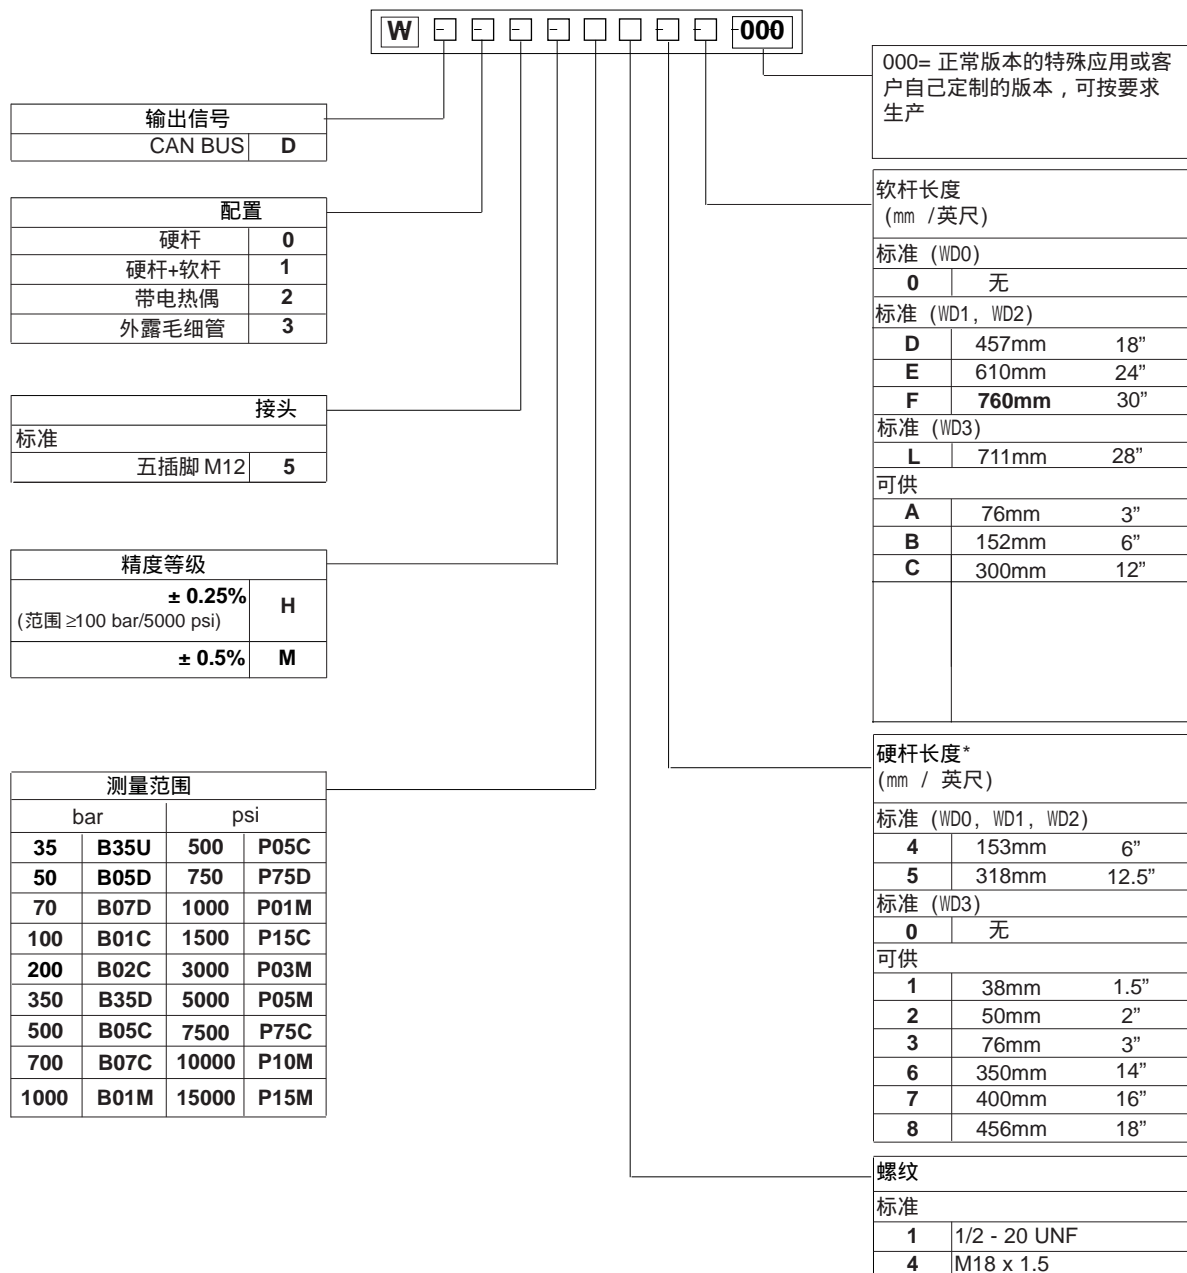 W - - - - - - -000
输出信号
CAN BUS D
配置
硬杆 0
硬杆+软杆 1
带电热偶 2
外露毛细管 3
接头
标准
五插脚 M12 5
精度等级
± 0.25% H
(范围 ≥100 bar/5000 psi)
± 0.5% M
测量范围
bar psi
35 B35U 500 P05C
50 B05D 750 P75D
70 B07D 1000 P01M
100 B01C 1500 P15C
200 B02C 3000 P03M
350 B35D 5000 P05M
500 B05C 7500 P75C
700 B07C 10000 P10M
1000 B01M 15000 P15M
000= 正常版本的特殊应用或客
户自己定制的版本，可按要求
生产
软杆长度
(mm /英尺)
标准 (WD0)
0 无
标准 (WD1, WD2)
D 457mm 18”
E 610mm 24”
F 760mm 30”
标准 (WD3)
L 711mm 28”
可供
A 76mm 3”
B 152mm 6”
C 300mm 12”
硬杆长度*
(mm / 英尺)
标准 (WD0, WD1, WD2)
4 153mm 6”
5 318mm 12.5”
标准 (WD3)
0 无
可供
1 38mm 1.5”
2 50mm 2”
3 76mm 3”
6 350mm 14”
7 400mm 16”
8 456mm 18”
螺纹
标准
1 1/2 - 20 UNF
4 M18 x 1.5